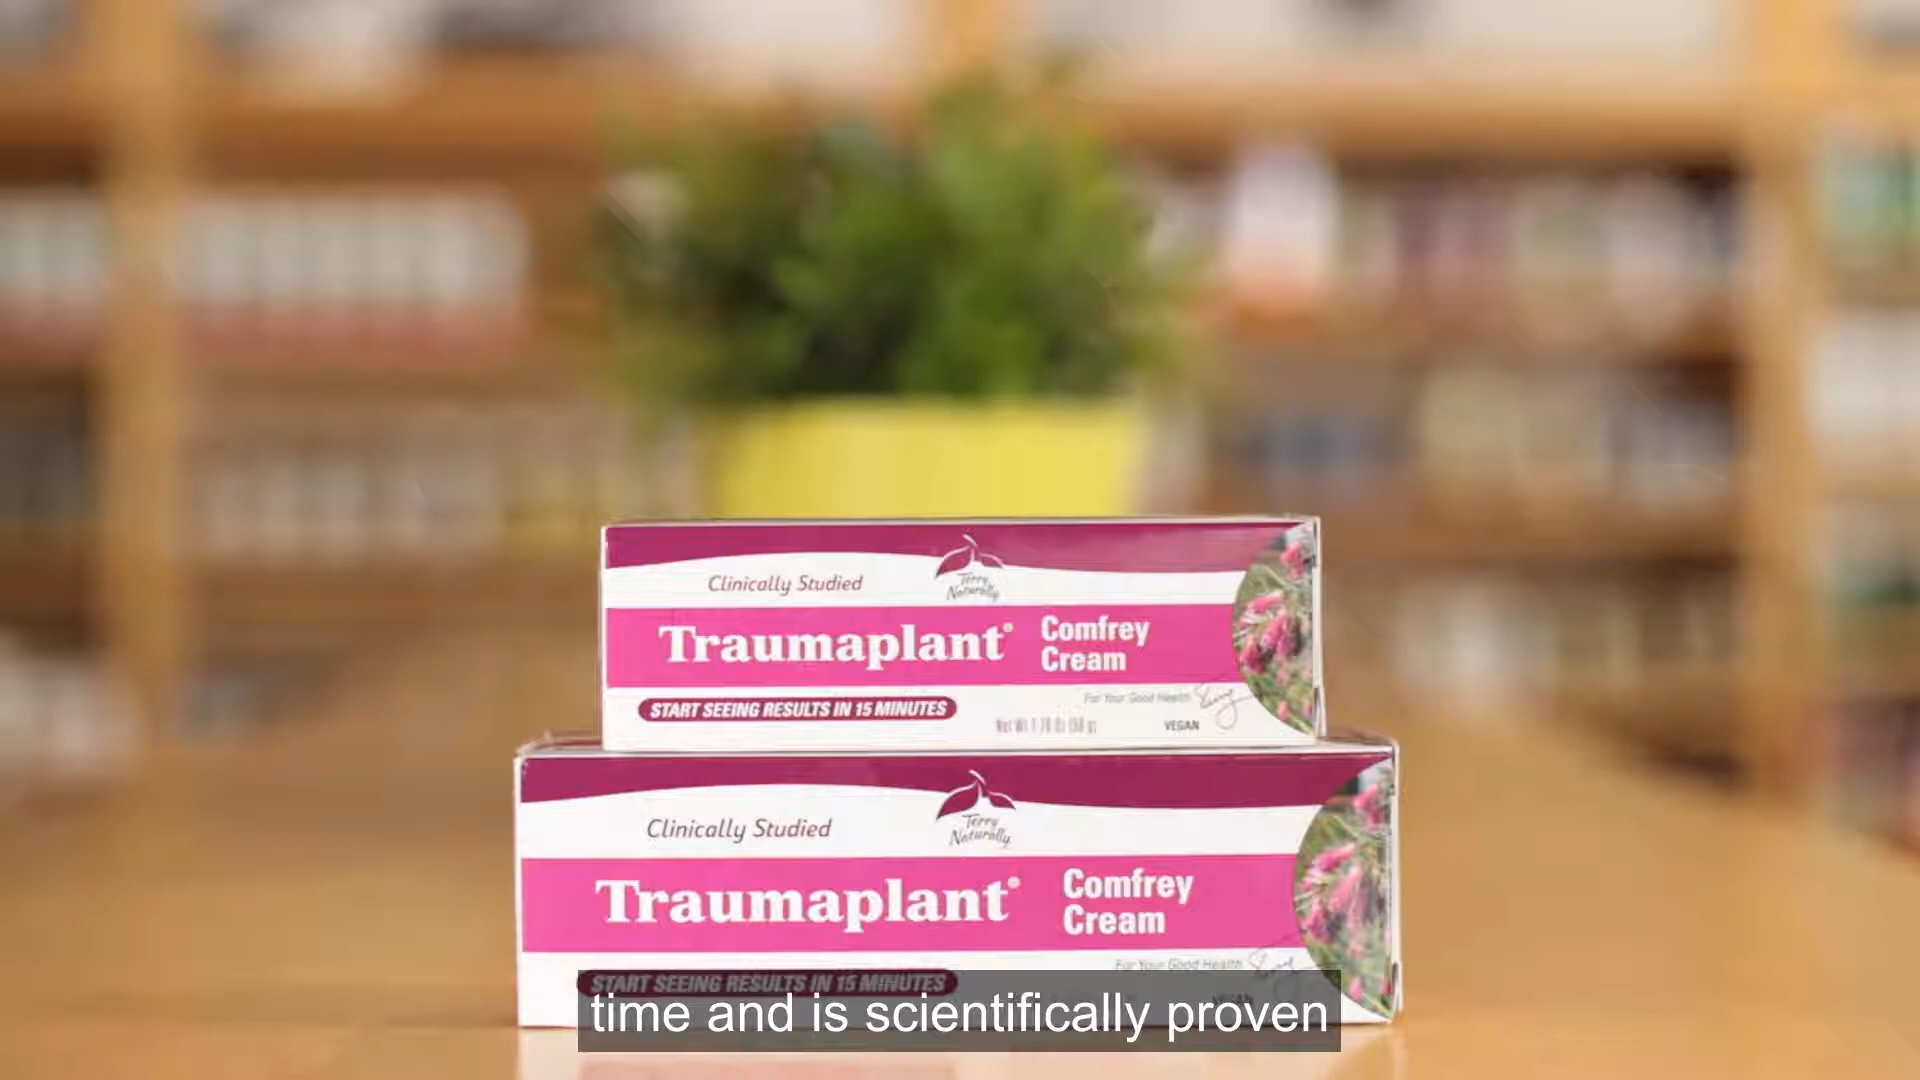 Clinically Studied
Terry
Naturally
Traumaplant®
Comfrey
Cream
START SEEING RESULTS IN 15 MINUTES
For Your Good Health
VEGAN
Clinically Studied
Terry
Naturally
Traumaplant®
Comfrey
Cream
START SEEING RESULTS IN 15 MINUTES
For Your Good Health
time and is scientifically proven